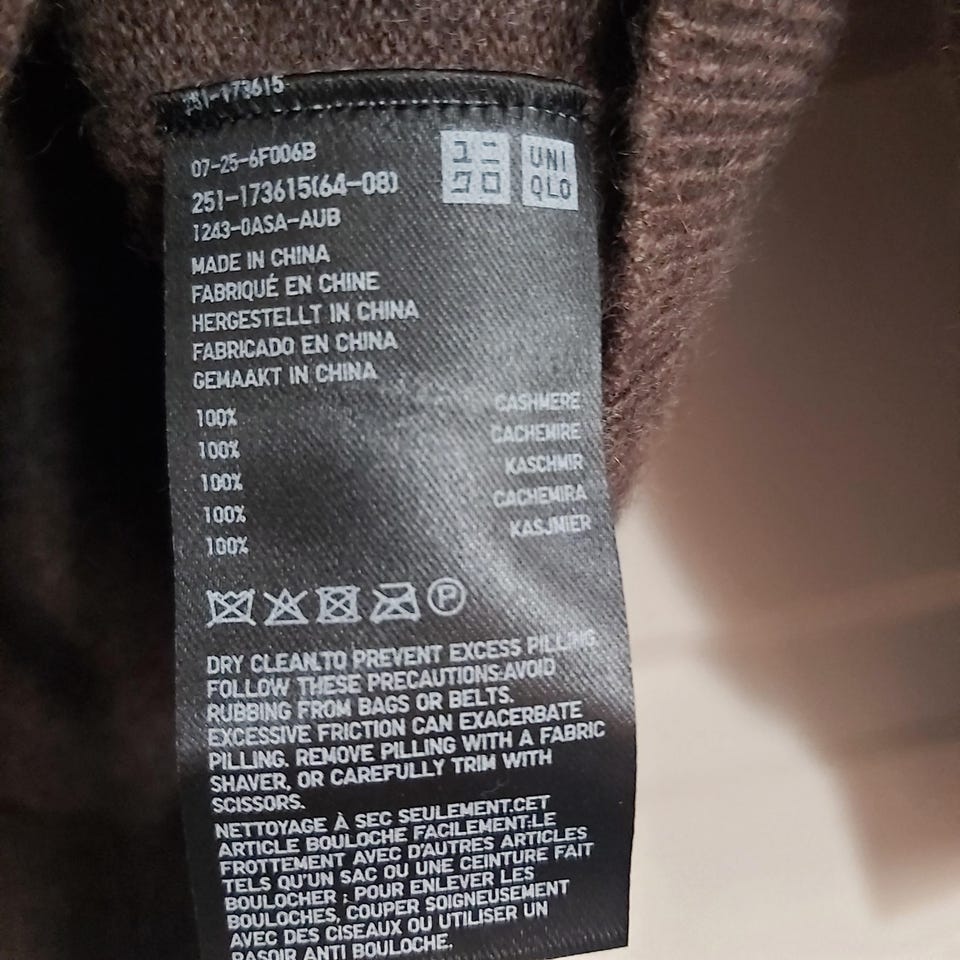 251-173615
07-25-6F006B
251-173615(64-08)
1243-0ASA-AUB
ユニ
クロ
UNI
QLO
MADE IN CHINA
FABRIQUÉ EN CHINE
HERGESTELLT IN CHINA
FABRICADO EN CHINA
GEMAAKT IN CHINA
100% CASHMERE
100% CACHEMIRE
100% KASCHMIR
100% CACHEMIRA
100% KASJMIER
P
DRY CLEAN.TO PREVENT EXCESS PILLING
FOLLOW THESE PRECAUTIONS:AVOID
RUBBING FROM BAGS OR BELTS.
EXCESSIVE FRICTION CAN EXACERBATE
PILLING. REMOVE PILLING WITH A FABRIC
SHAVER, OR CAREFULLY TRIM WITH
SCISSORS.
NETTOYAGE À SEC SEULEMENT.CET
ARTICLE BOULOCHE FACILEMENT:LE
FROTTEMENT AVEC D'AUTRES ARTICLES
TELS QU'UN SAC OU UNE CEINTURE FAIT
BOULOCHER ; POUR ENLEVER LES
BOULOCHES, COUPER SOIGNEUSEMENT
AVEC DES CISEAUX OU UTILISER UN
RASOIR ANTI BOULOCHE.